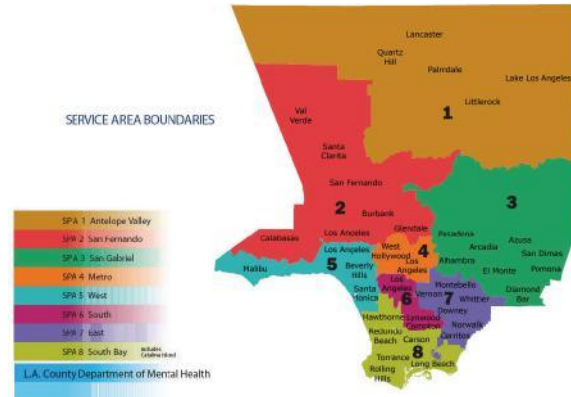 SERVICE AREA BOUNDARIES
SPA 1 Antelope Valley
SPA 2 San Fernando
SPA 3 San Gabriel
SPA 4 Metro
SPA 5 West
SPA 6 South
SPA 7 East
SPA 8 South Bay
Includes
Catalina Island
L.A. County Department of Mental Health
Lancaster
Quartz
Hill
Palmdale
Lake Los Angeles
Littlerock
1
Val
Verde
Santa
Clarita
San Fernando
2
Burbank
Glendale
Los Angeles
Calabasas
3
Pasadena
Azusa
Arcadia
San Dimas
Alhambra
El Monte
Pomona
Diamond
Bar
West
Hollywood
4
Los
Angeles
Los Angeles
5
Beverly
Hills
Malibu
Santa
Monica
Los
Angeles
6
Lynwood
Compton
Montebello
Vernon
7
Whittier
Downey
Norwalk
Cerritos
Hawthorne
Redondo
Beach
Carson
8
Torrance
Long Beach
Rolling
Hills